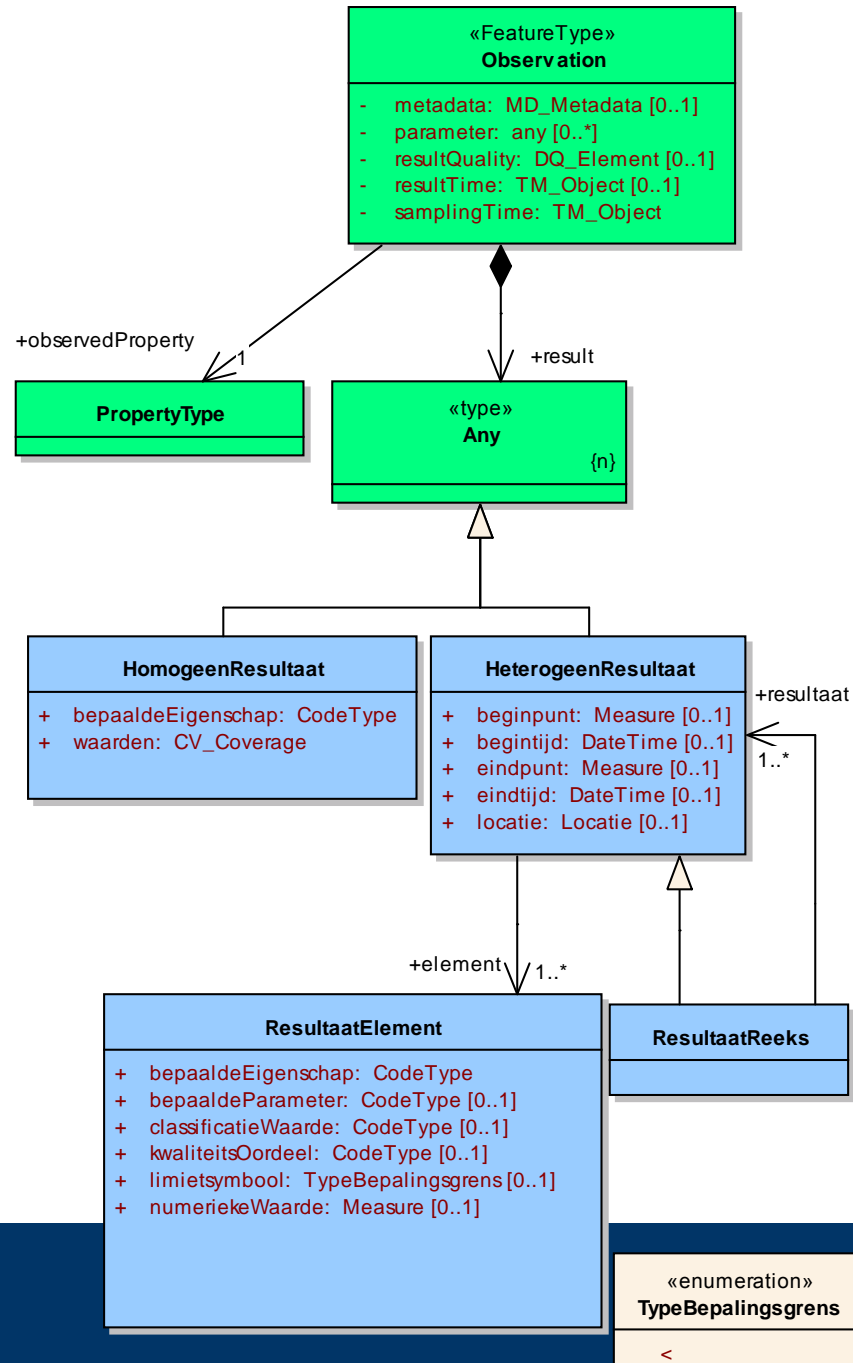 «FeatureType»
Observation
- metadata: MD_Metadata [0..1]
- parameter: any [0..*]
- resultQuality: DQ_Element [0..1]
- resultTime: TM_Object [0..1]
- samplingTime: TM_Object
+observedProperty
1
+result
PropertyType
«type»
Any
{n}
HomogeenResultaat
+ bepaaldeEigenschap: CodeType
+ waarden: CV_Coverage
HeterogeenResultaat
+ beginpunt: Measure [0..1]
+ begintijd: DateTime [0..1]
+ eindpunt: Measure [0..1]
+ eindtijd: DateTime [0..1]
+ locatie: Locatie [0..1]
+resultaat
1..*
+element
1..*
ResultaatElement
+ bepaaldeEigenschap: CodeType
+ bepaaldeParameter: CodeType [0..1]
+ classificatieWaarde: CodeType [0..1]
+ kwaliteitsOordeel: CodeType [0..1]
+ limietsymbool: TypeBepalingsgrens [0..1]
+ numeriekeWaarde: Measure [0..1]
ResultaatReeks
«enumeration»
TypeBepalingsgrens
<